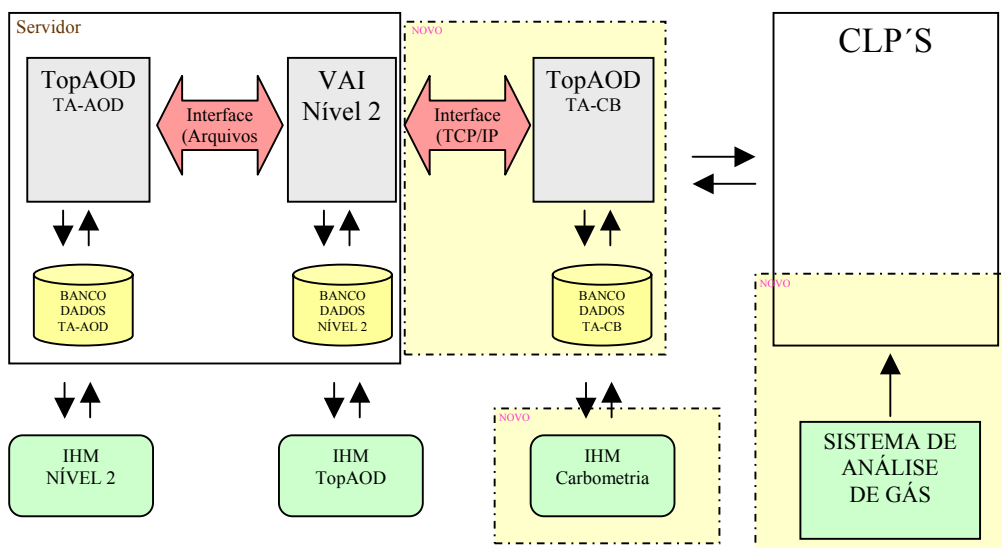 Servidor
TopAOD
TA-AOD
Interface
(Arquivos
VAI
Nível 2
NOVO
Interface
(TCP/IP
TopAOD
TA-CB
CLP´S
BANCO
DADOS
TA-AOD
BANCO
DADOS
NÍVEL 2
BANCO
DADOS
TA-CB
NOVO
IHM
NÍVEL 2
IHM
TopAOD
NOVO
IHM
Carbometria
SISTEMA DE
ANÁLISE
DE GÁS